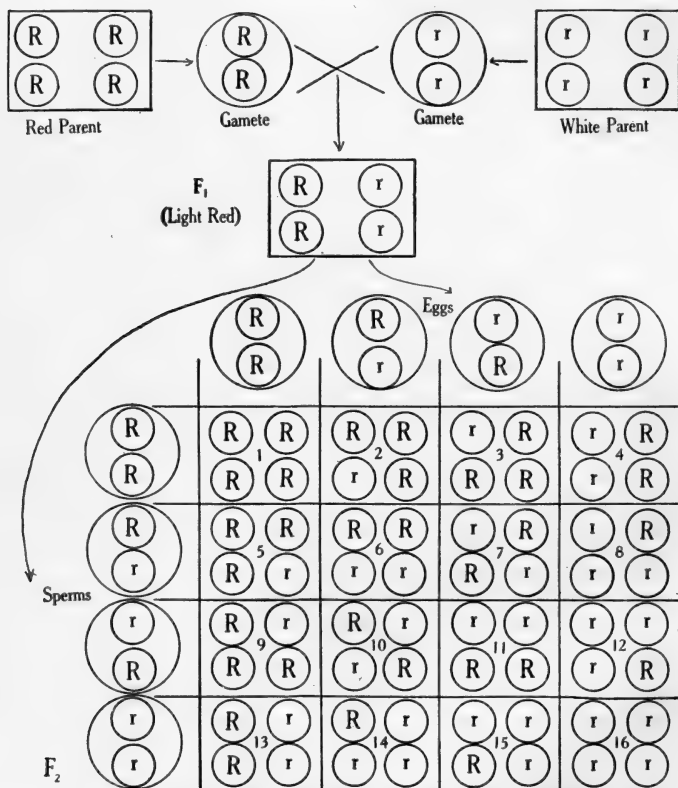 R R R r r r
R R R r r r
Red Parent Gamete Gamete White Parent
F₁ R r
(Light Red) R r
Eggs
R R r r
R r R r
R R R R R r R r R
1 2 3 4
R R R r R R R r R
R R R R R r R r R
5 6 7 8
r R r r r R r r r
Sperms
r R r R r r r r r
9 10 11 12
R R R r R R R r R
r R r R r r r r r
13 14 15 16
F₂ r R r r r R r r r